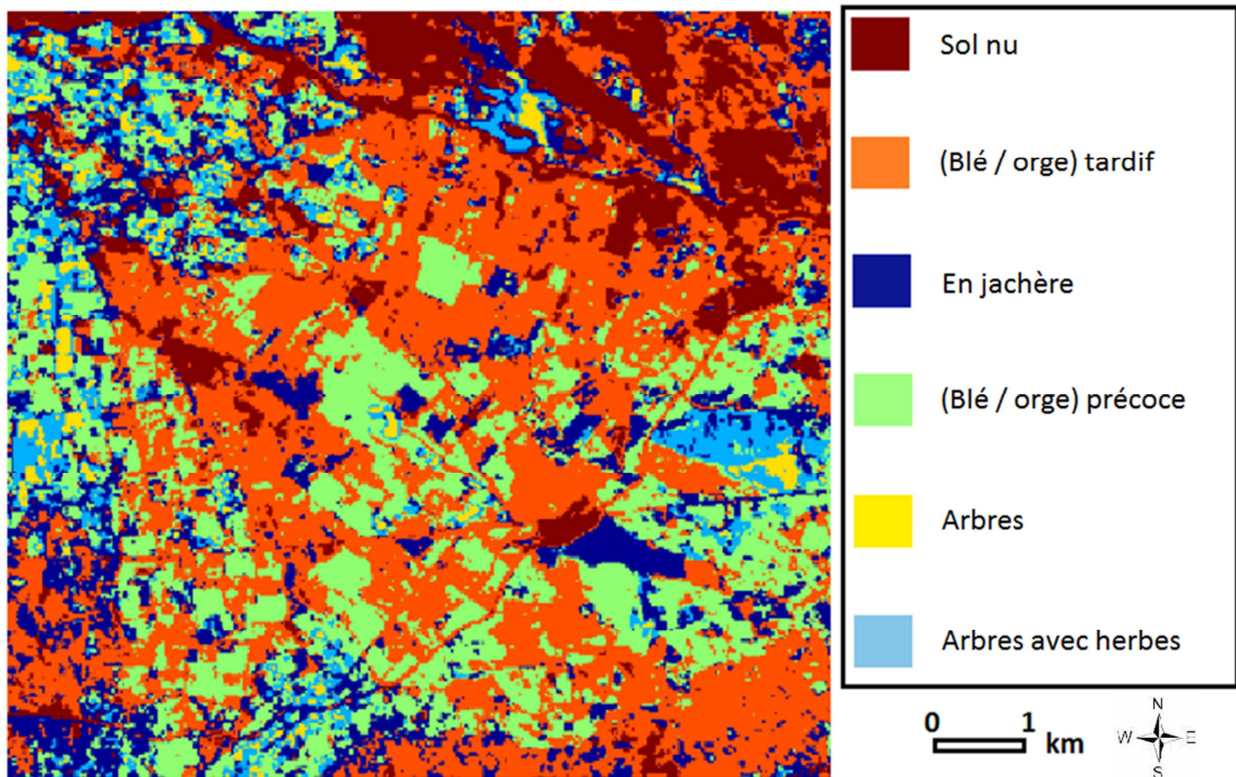 Sol nu
(Blé / orge) tardif
En jachère
(Blé / orge) précoce
Arbres
Arbres avec herbes
0 1
km
N
W E
S